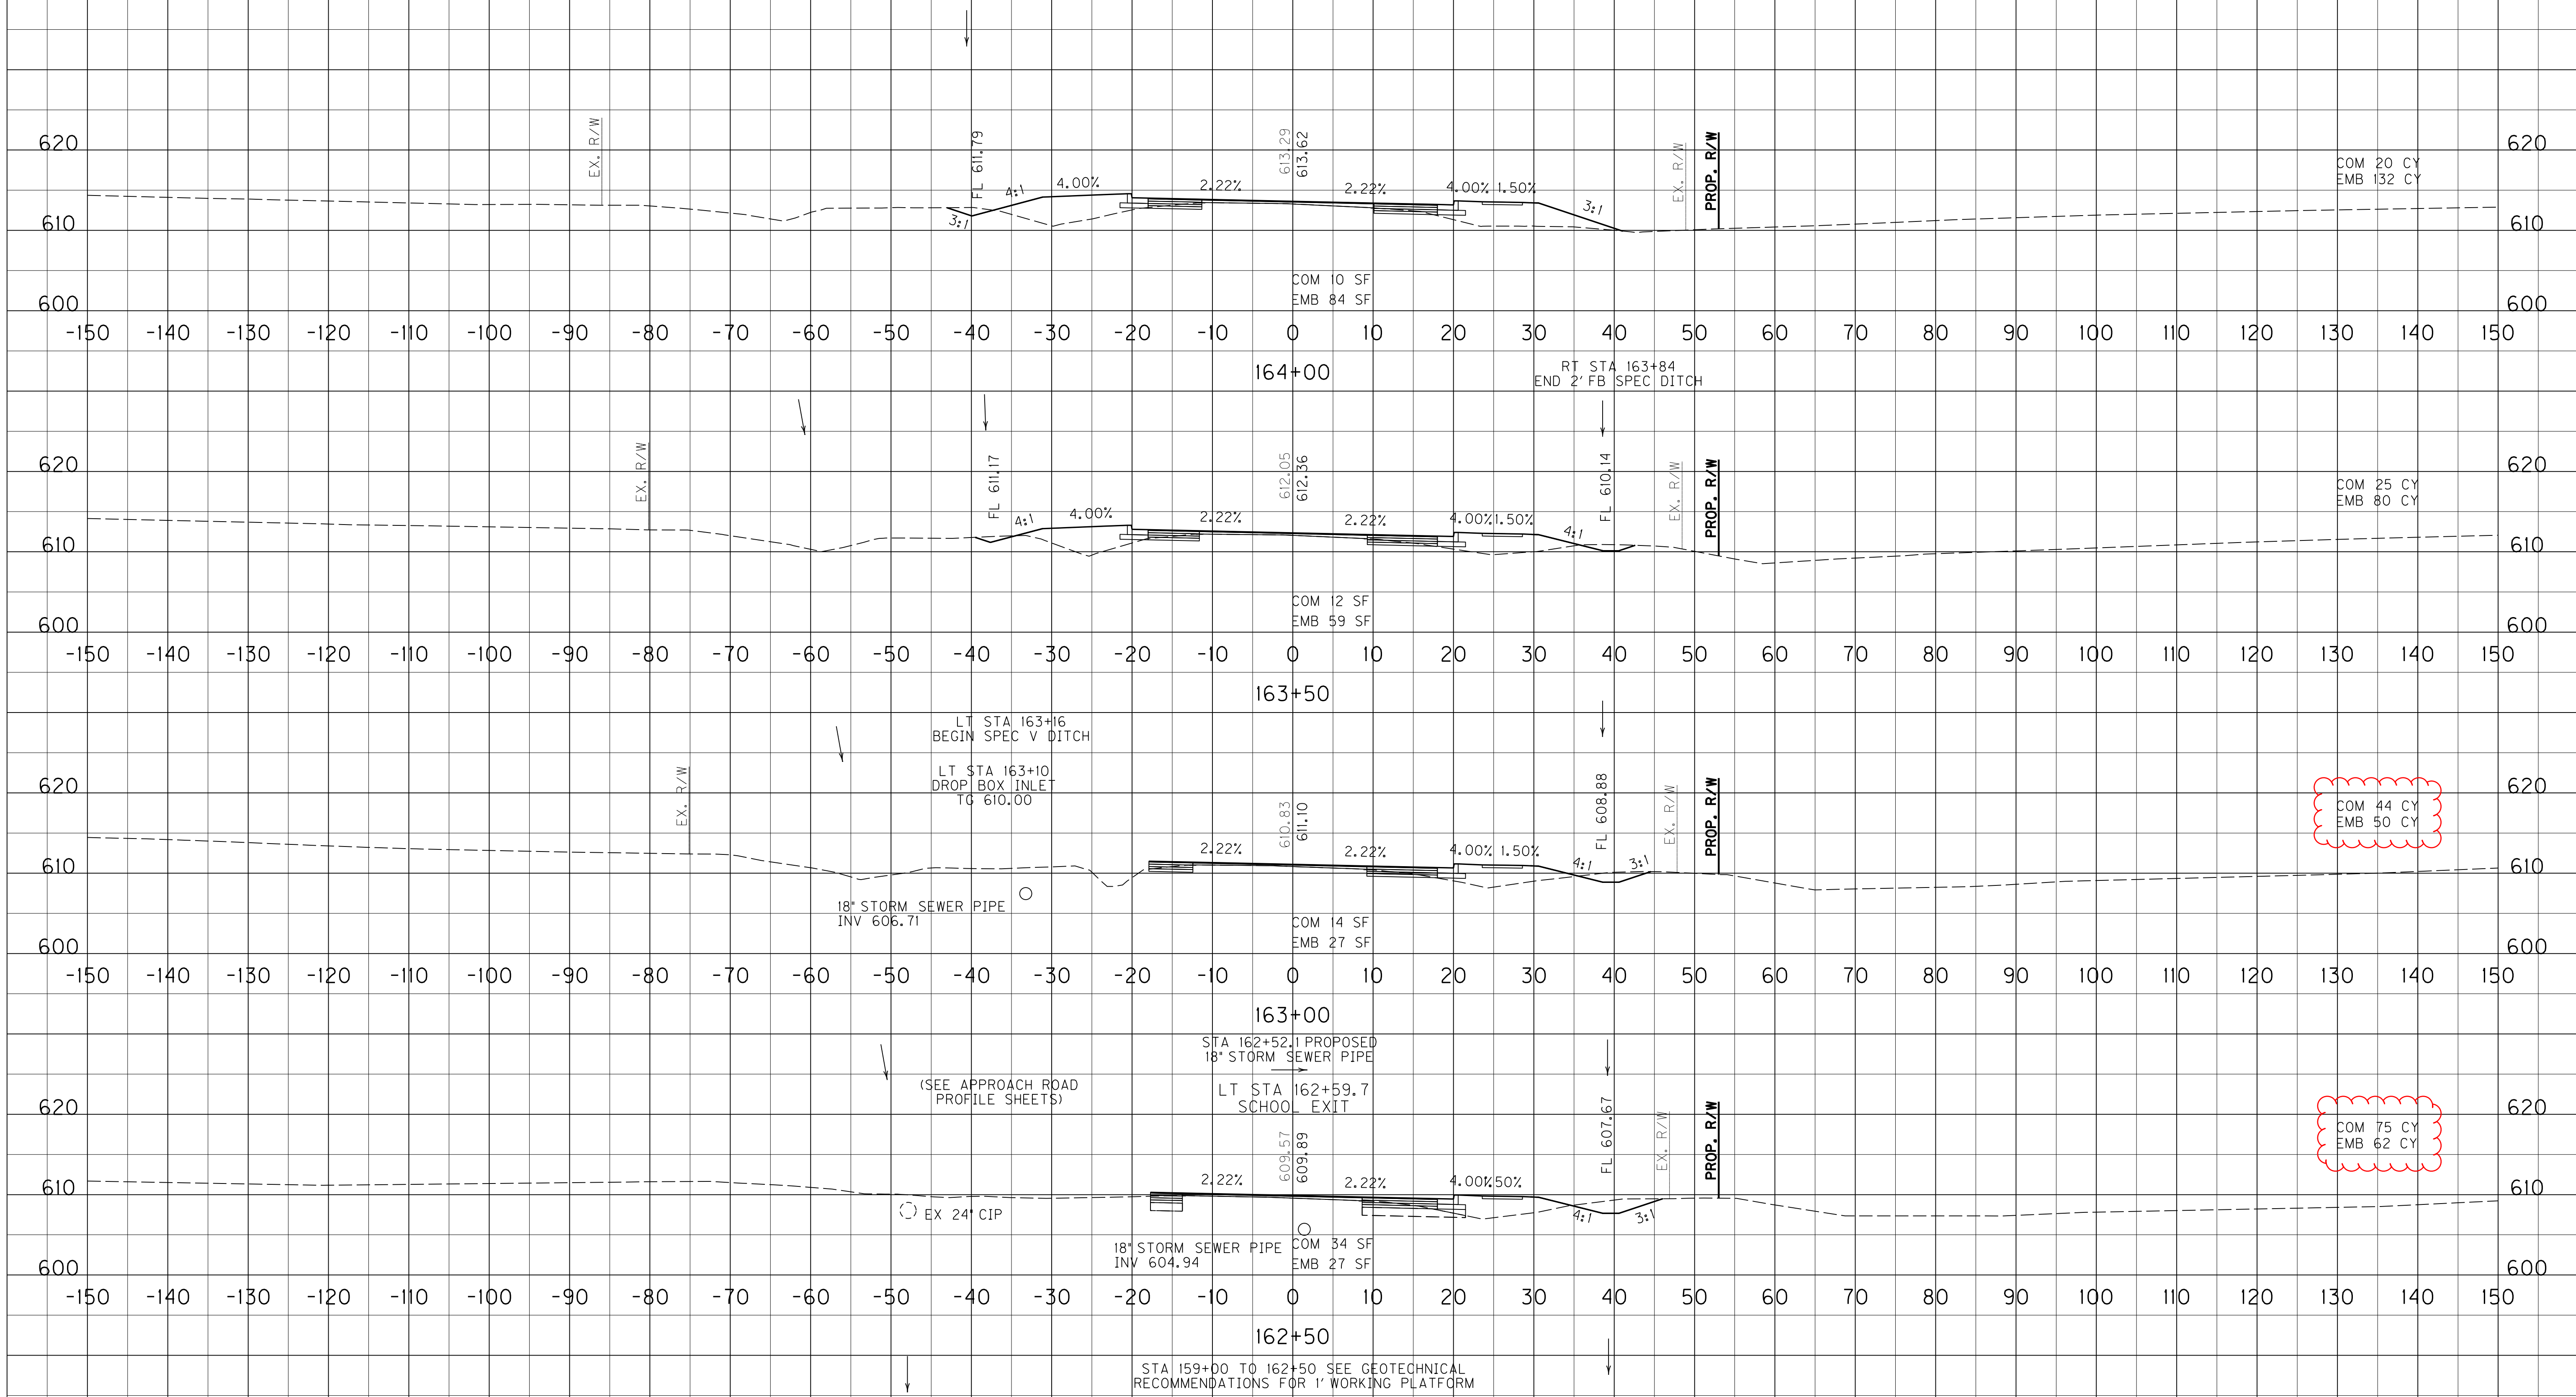 620 EX. R/W FL 611.79 613.29 613.62 EX. R/W PROP. R/W 620
COM 20 CY
EMB 132 CY
4:1 4.00% 2.22% 2.22% 4.00% 1.50%
3:1 3:1
610 610
COM 10 SF
EMB 84 SF
600 600
-150 -140 -130 -120 -110 -100 -90 -80 -70 -60 -50 -40 -30 -20 -10 0 10 20 30 40 50 60 70 80 90 100 110 120 130 140 150
164+00
RT STA 163+84
END 2' FB SPEC DITCH
620 EX. R/W FL 611.17 612.05 612.36 FL 610.14 EX. R/W PROP. R/W 620
COM 25 CY
EMB 80 CY
4:1 4.00% 2.22% 2.22% 4.00% 1.50% 4:1
610 610
COM 12 SF
EMB 59 SF
600 600
-150 -140 -130 -120 -110 -100 -90 -80 -70 -60 -50 -40 -30 -20 -10 0 10 20 30 40 50 60 70 80 90 100 110 120 130 140 150
163+50
LT STA 163+16
BEGIN SPEC V DITCH
LT STA 163+10
DROP BOX INLET
TG 610.00
620 EX. R/W 610.83 611.10 FL 608.88 EX. R/W PROP. R/W 620
COM 44 CY
EMB 50 CY
2.22% 2.22% 4.00% 1.50% 4:1 3:1
610 610
18" STORM SEWER PIPE
INV 606.71
COM 14 SF
EMB 27 SF
600 600
-150 -140 -130 -120 -110 -100 -90 -80 -70 -60 -50 -40 -30 -20 -10 0 10 20 30 40 50 60 70 80 90 100 110 120 130 140 150
163+00
STA 162+52.1 PROPOSED
18" STORM SEWER PIPE
(SEE APPROACH ROAD
PROFILE SHEETS)
LT STA 162+59.7
SCHOOL EXIT
620 609.57 609.89 FL 607.67 EX. R/W PROP. R/W 620
COM 75 CY
EMB 62 CY
2.22% 2.22% 4.00% .50%
610 610
EX 24" CIP
4:1 3:1
18" STORM SEWER PIPE
INV 604.94
COM 34 SF
EMB 27 SF
600 600
-150 -140 -130 -120 -110 -100 -90 -80 -70 -60 -50 -40 -30 -20 -10 0 10 20 30 40 50 60 70 80 90 100 110 120 130 140 150
162+50
STA 159+00 TO 162+50 SEE GEOTECHNICAL
RECOMMENDATIONS FOR 1' WORKING PLATFORM